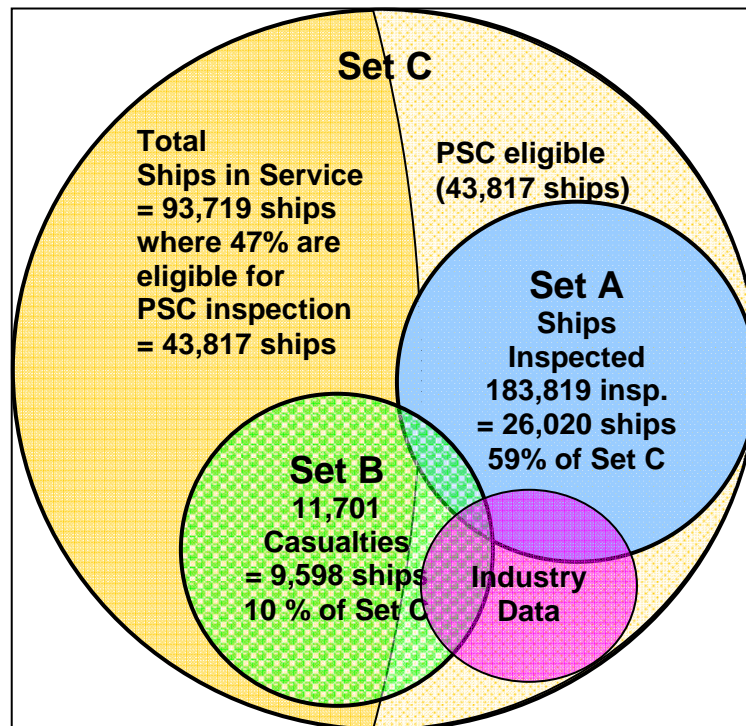 Set C
Total
Ships in Service
= 93,719 ships
where 47% are
eligible for
PSC inspection
= 43,817 ships
PSC eligible
(43,817 ships)
Set A
Ships
Inspected
183,819 insp.
= 26,020 ships
59% of Set C
Set B
11,701
Casualties
= 9,598 ships
10 % of Set C
Industry
Data